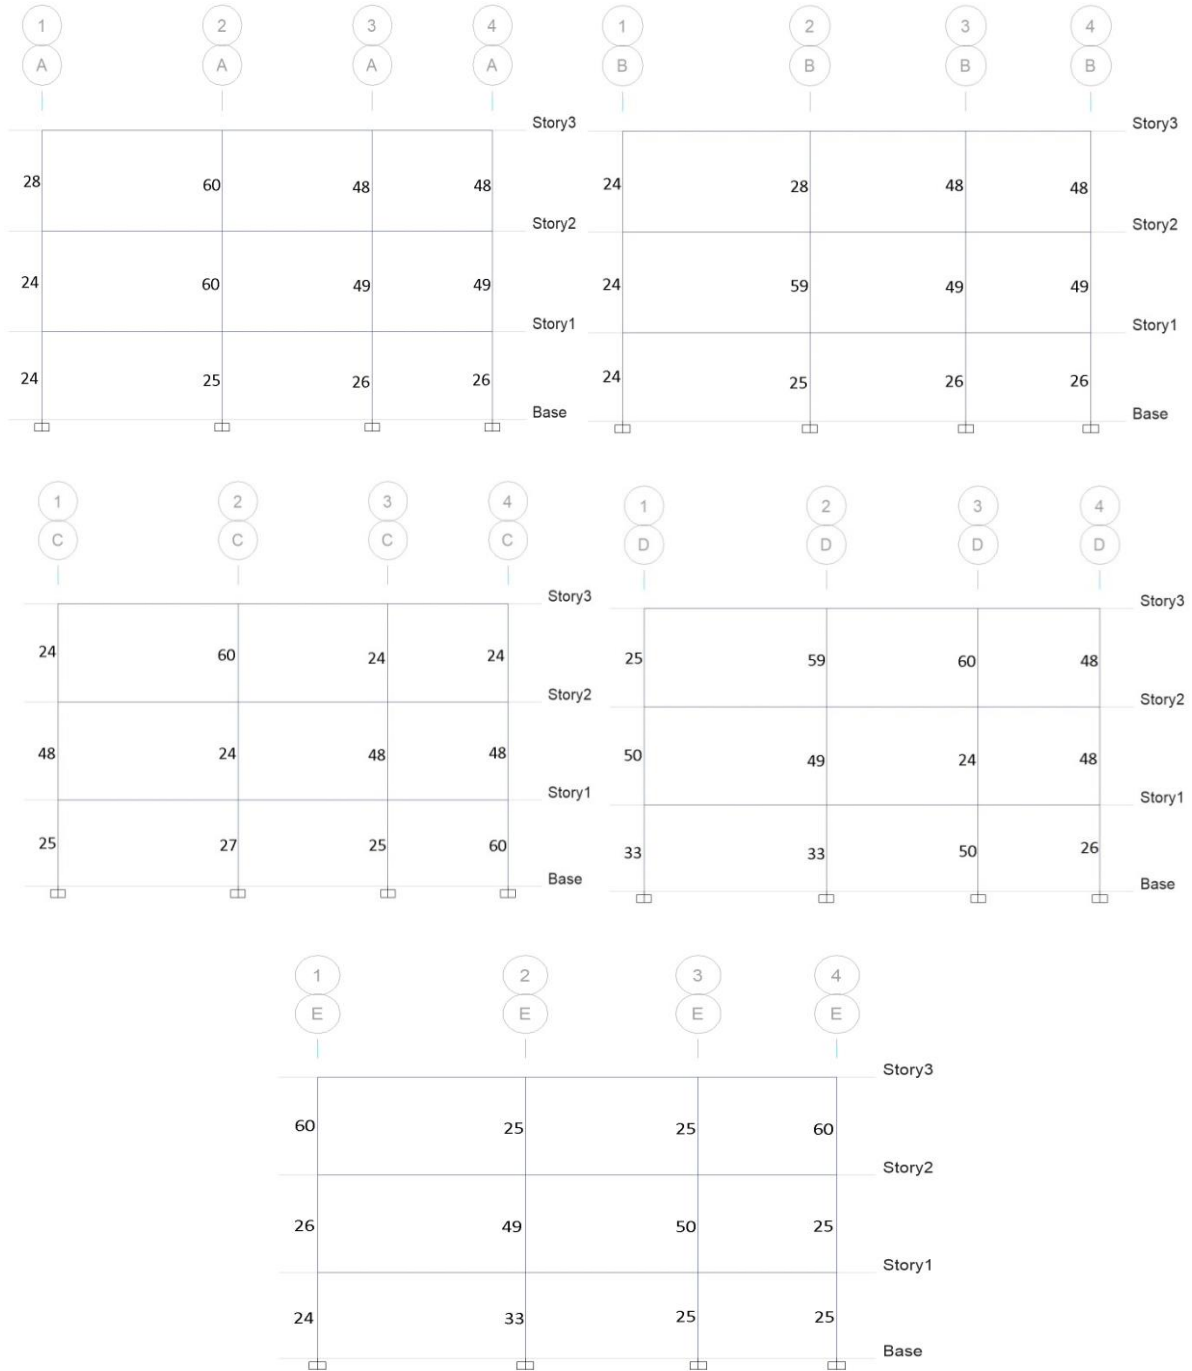 1 2 3 4
A A A A
Story3
28 60 48 48
Story2
24 60 49 49
Story1
24 25 26 26
Base
1 2 3 4
B B B B
Story3
24 28 48 48
Story2
24 59 49 49
Story1
24 25 26 26
Base
1 2 3 4
C C C C
Story3
24 60 24 24
Story2
48 24 48 48
Story1
25 27 25 60
Base
1 2 3 4
D D D D
Story3
25 59 60 48
Story2
50 49 24 48
Story1
33 33 50 26
Base
1 2 3 4
E E E E
Story3
60 25 25 60
Story2
26 49 50 25
Story1
24 33 25 25
Base